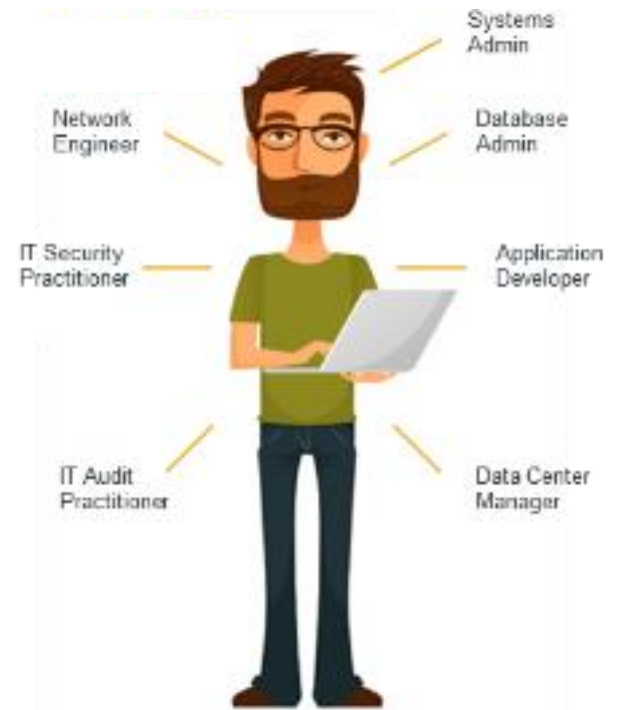 Systems
Admin
Network
Engineer
Database
Admin
IT Security
Practitioner
Application
Developer
IT Audit
Practitioner
Data Center
Manager